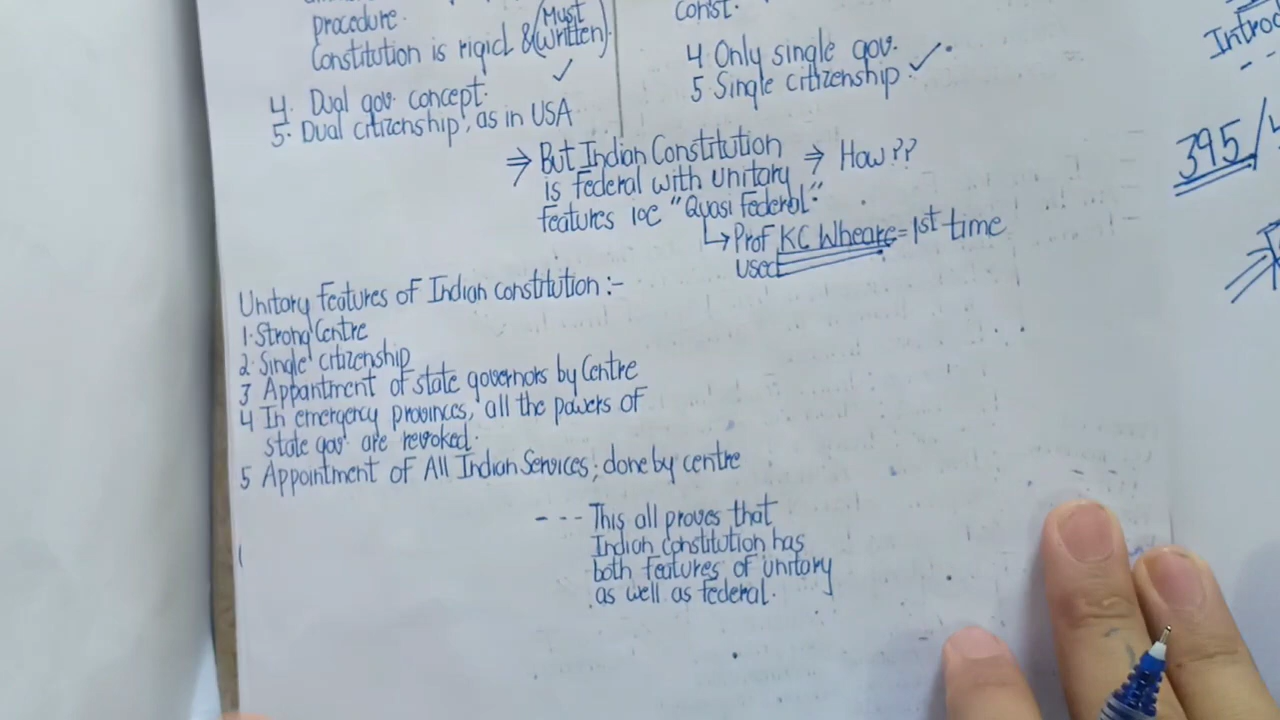 procedure.
Constitution is rigid & (Must Written).
4. Dual gov. concept.
5. Dual citizenship, as in USA
const.
4 Only single gov.
5 Single citizenship.
⇒ But Indian Constitution
is federal with unitary
features ioe "Quasi Federal."
⇒ How??
↳ Prof KC Wheare = 1st time
used
Unitary Features of Indian constitution :-
1. Strong Centre
2. Single citizenship
3 Appantment of state governors by Centre
4 In emergency provinces, all the powers of
state gov. are revoked.
5 Appointment of All Indian Services; done by centre
--- This all proves that
Indian Constitution has
both features of unitary
as well as federal.
395/